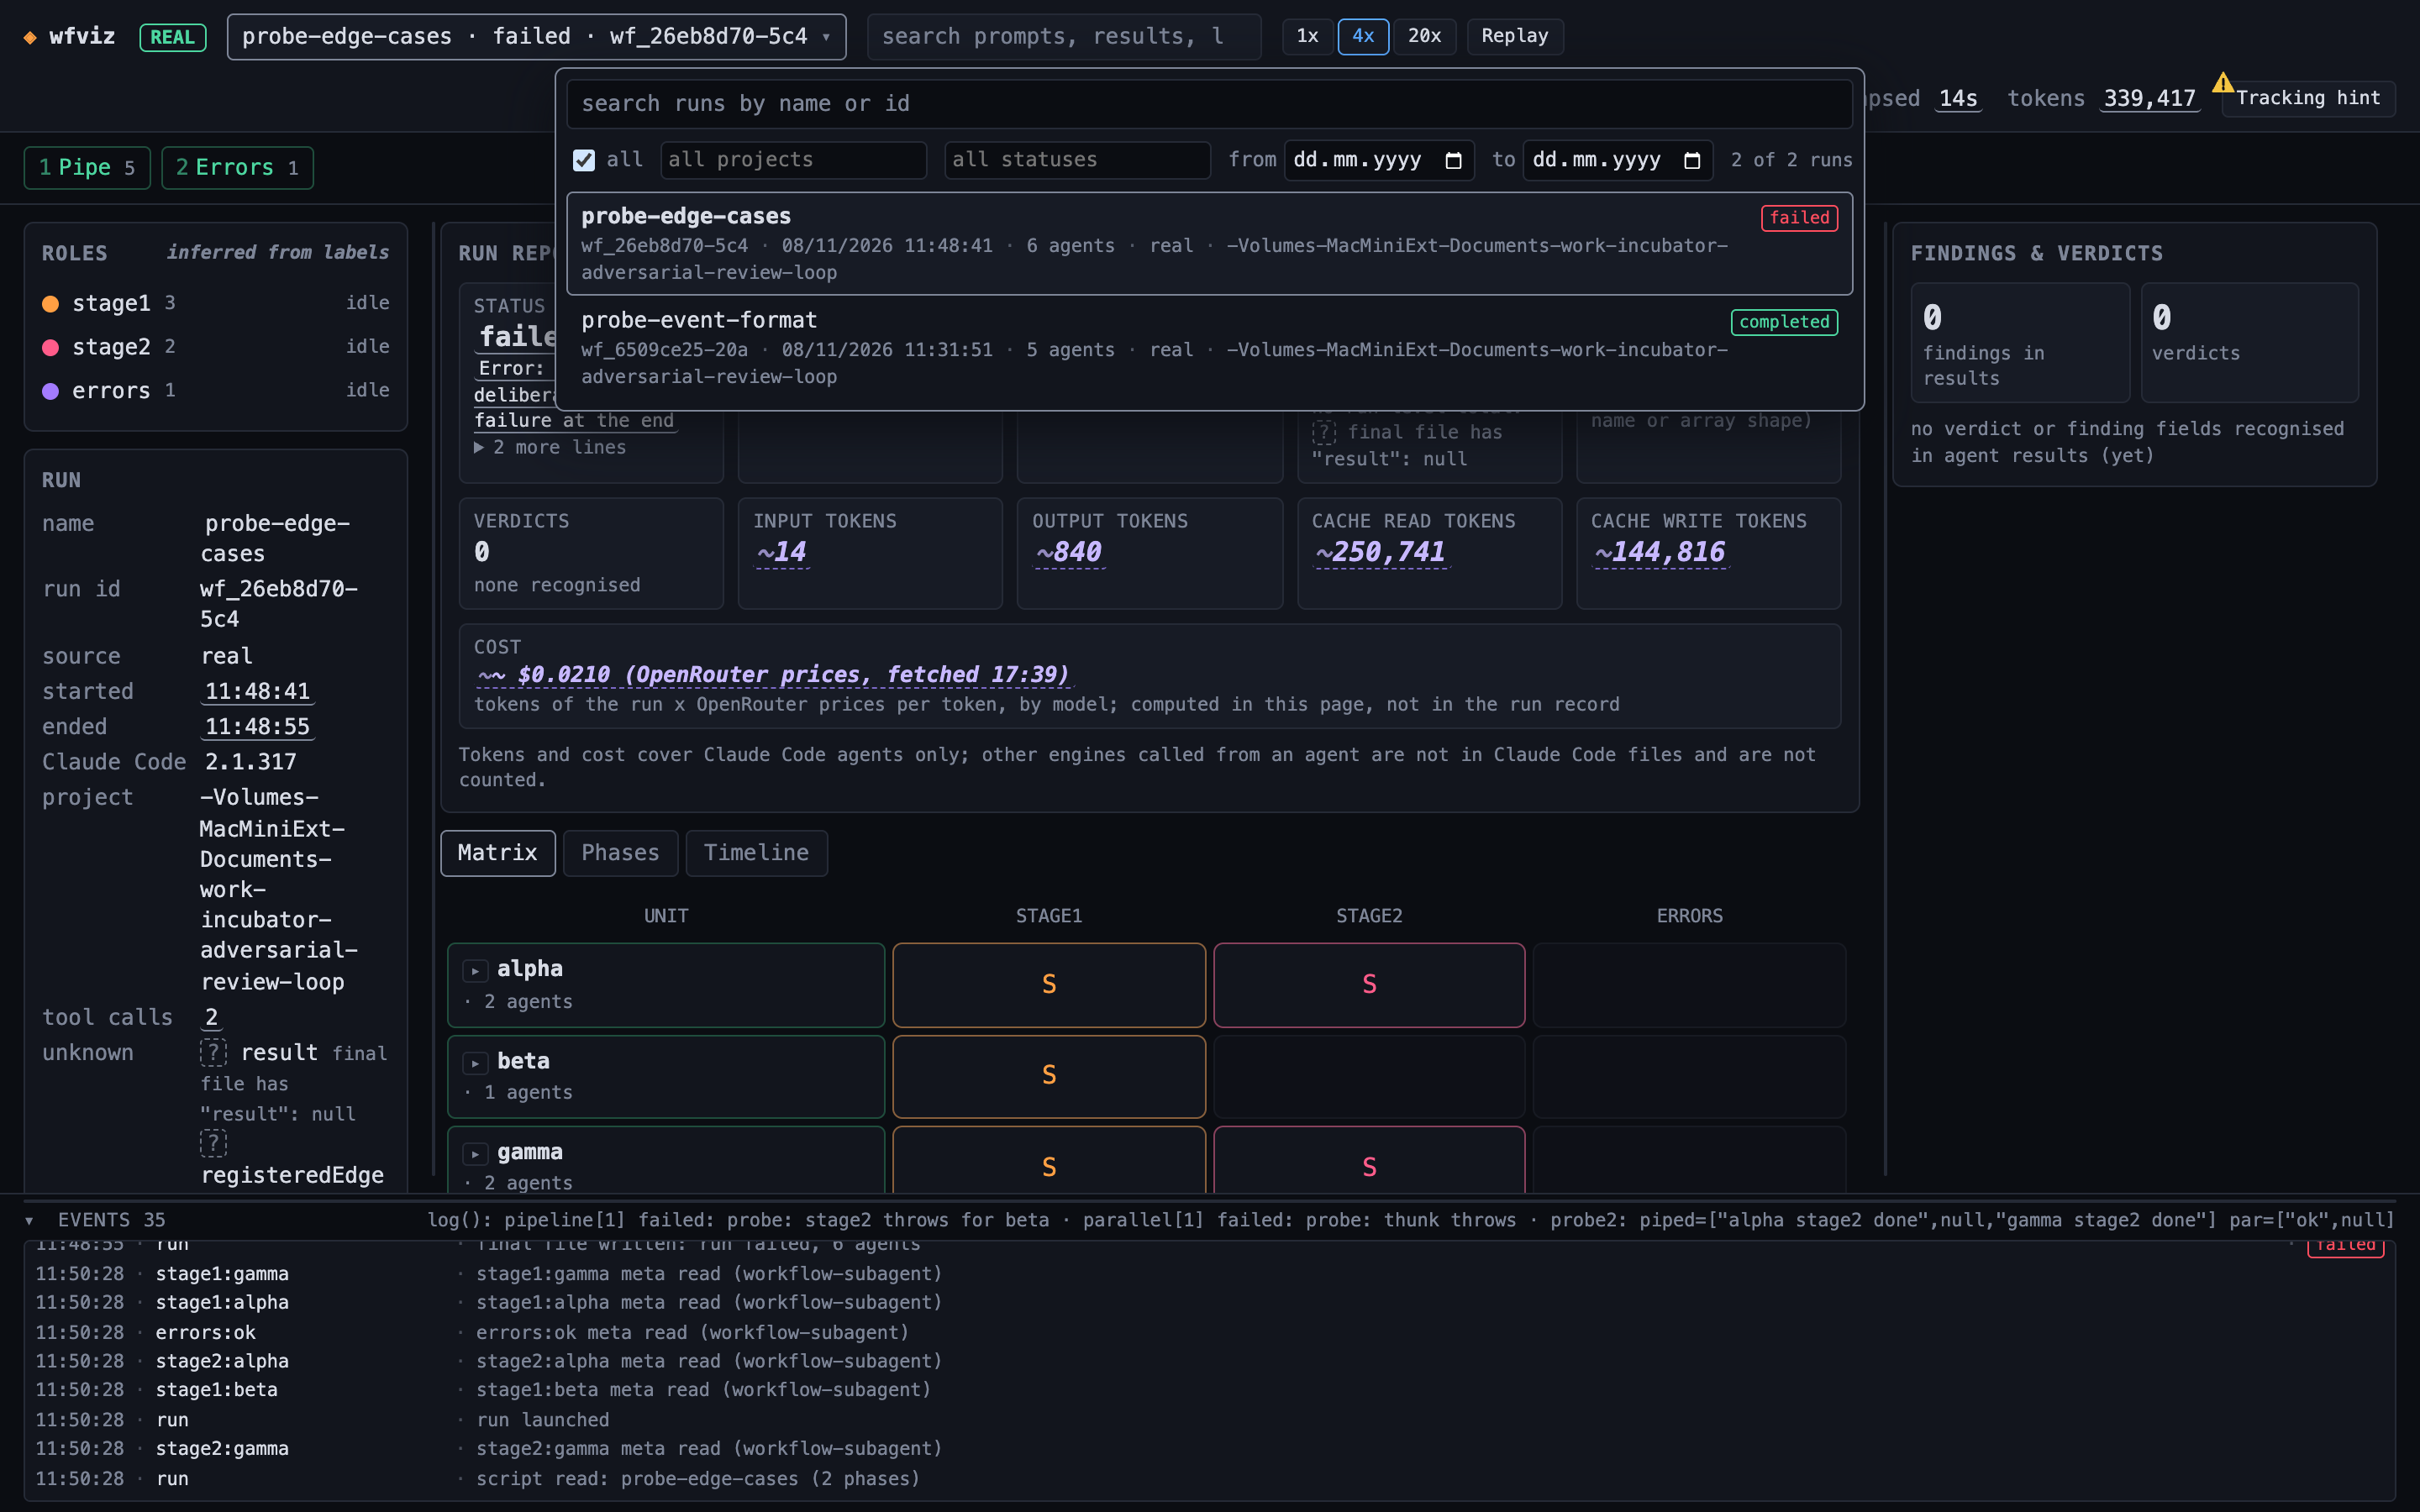 wfviz REAL probe-edge-cases · failed · wf_26eb8d70-5c4 search prompts, results, l 1x 4x 20x Replay
14s tokens 339,417 Tracking hint
search runs by name or id
all all projects all statuses from dd.mm.yyyy to dd.mm.yyyy 2 of 2 runs
probe-edge-cases failed
wf_26eb8d70-5c4 · 08/11/2026 11:48:41 · 6 agents · real · -Volumes-MacMiniExt-Documents-work-incubator-
adversarial-review-loop
probe-event-format completed
wf_6509ce25-20a · 08/11/2026 11:31:51 · 5 agents · real · -Volumes-MacMiniExt-Documents-work-incubator-
adversarial-review-loop
1 Pipe 5 2 Errors 1
ROLES inferred from labels
stage1 3 idle
stage2 2 idle
errors 1 idle
RUN
name probe-edge-
cases
run id wf_26eb8d70-
5c4
source real
started 11:48:41
ended 11:48:55
Claude Code 2.1.317
project -Volumes-
MacMiniExt-
Documents-
work-
incubator-
adversarial-
review-loop
tool calls 2
unknown ? result final
file has
"result": null
?
registeredEdge
RUN
STATUS
Error:
failure at the end
▶ 2 more lines
? final file has
"result": null
name or array shape)
VERDICTS
0
none recognised
INPUT TOKENS
~14
OUTPUT TOKENS
~840
CACHE READ TOKENS
~250,741
CACHE WRITE TOKENS
~144,816
COST
~~ $0.0210 (OpenRouter prices, fetched 17:39)
tokens of the run x OpenRouter prices per token, by model; computed in this page, not in the run record
Tokens and cost cover Claude Code agents only; other engines called from an agent are not in Claude Code files and are not
counted.
Matrix Phases Timeline
UNIT STAGE1 STAGE2 ERRORS
alpha S S
· 2 agents
beta S
· 1 agents
gamma S S
· 2 agents
FINDINGS & VERDICTS
0
findings in
results
0
verdicts
no verdict or finding fields recognised
in agent results (yet)
EVENTS 35 log(): pipeline[1] failed: probe: stage2 throws for beta · parallel[1] failed: probe: thunk throws · probe2: piped=["alpha stage2 done",null,"gamma stage2 done"] par=["ok",null]
11:48:55 · run · final file written: run failed, 6 agents · failed
11:50:28 · stage1:gamma · stage1:gamma meta read (workflow-subagent)
11:50:28 · stage1:alpha · stage1:alpha meta read (workflow-subagent)
11:50:28 · errors:ok · errors:ok meta read (workflow-subagent)
11:50:28 · stage2:alpha · stage2:alpha meta read (workflow-subagent)
11:50:28 · stage1:beta · stage1:beta meta read (workflow-subagent)
11:50:28 · run · run launched
11:50:28 · stage2:gamma · stage2:gamma meta read (workflow-subagent)
11:50:28 · run · script read: probe-edge-cases (2 phases)